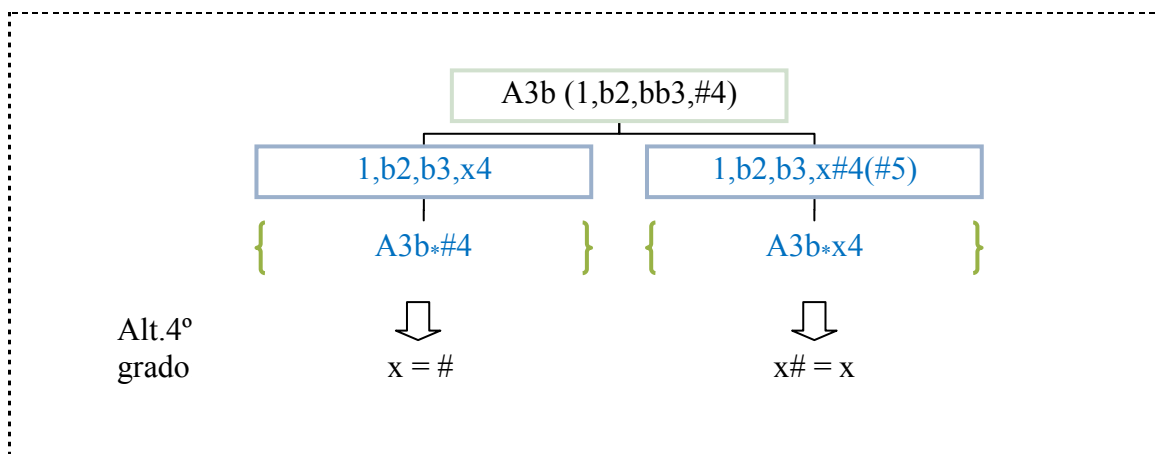 A3b (1,b2,bb3,#4)
1,b2,b3,x4
1,b2,b3,x#4(#5)
{ A3b*#4 }
{ A3b*x4 }
Alt.4º
grado
x = #
x# = x